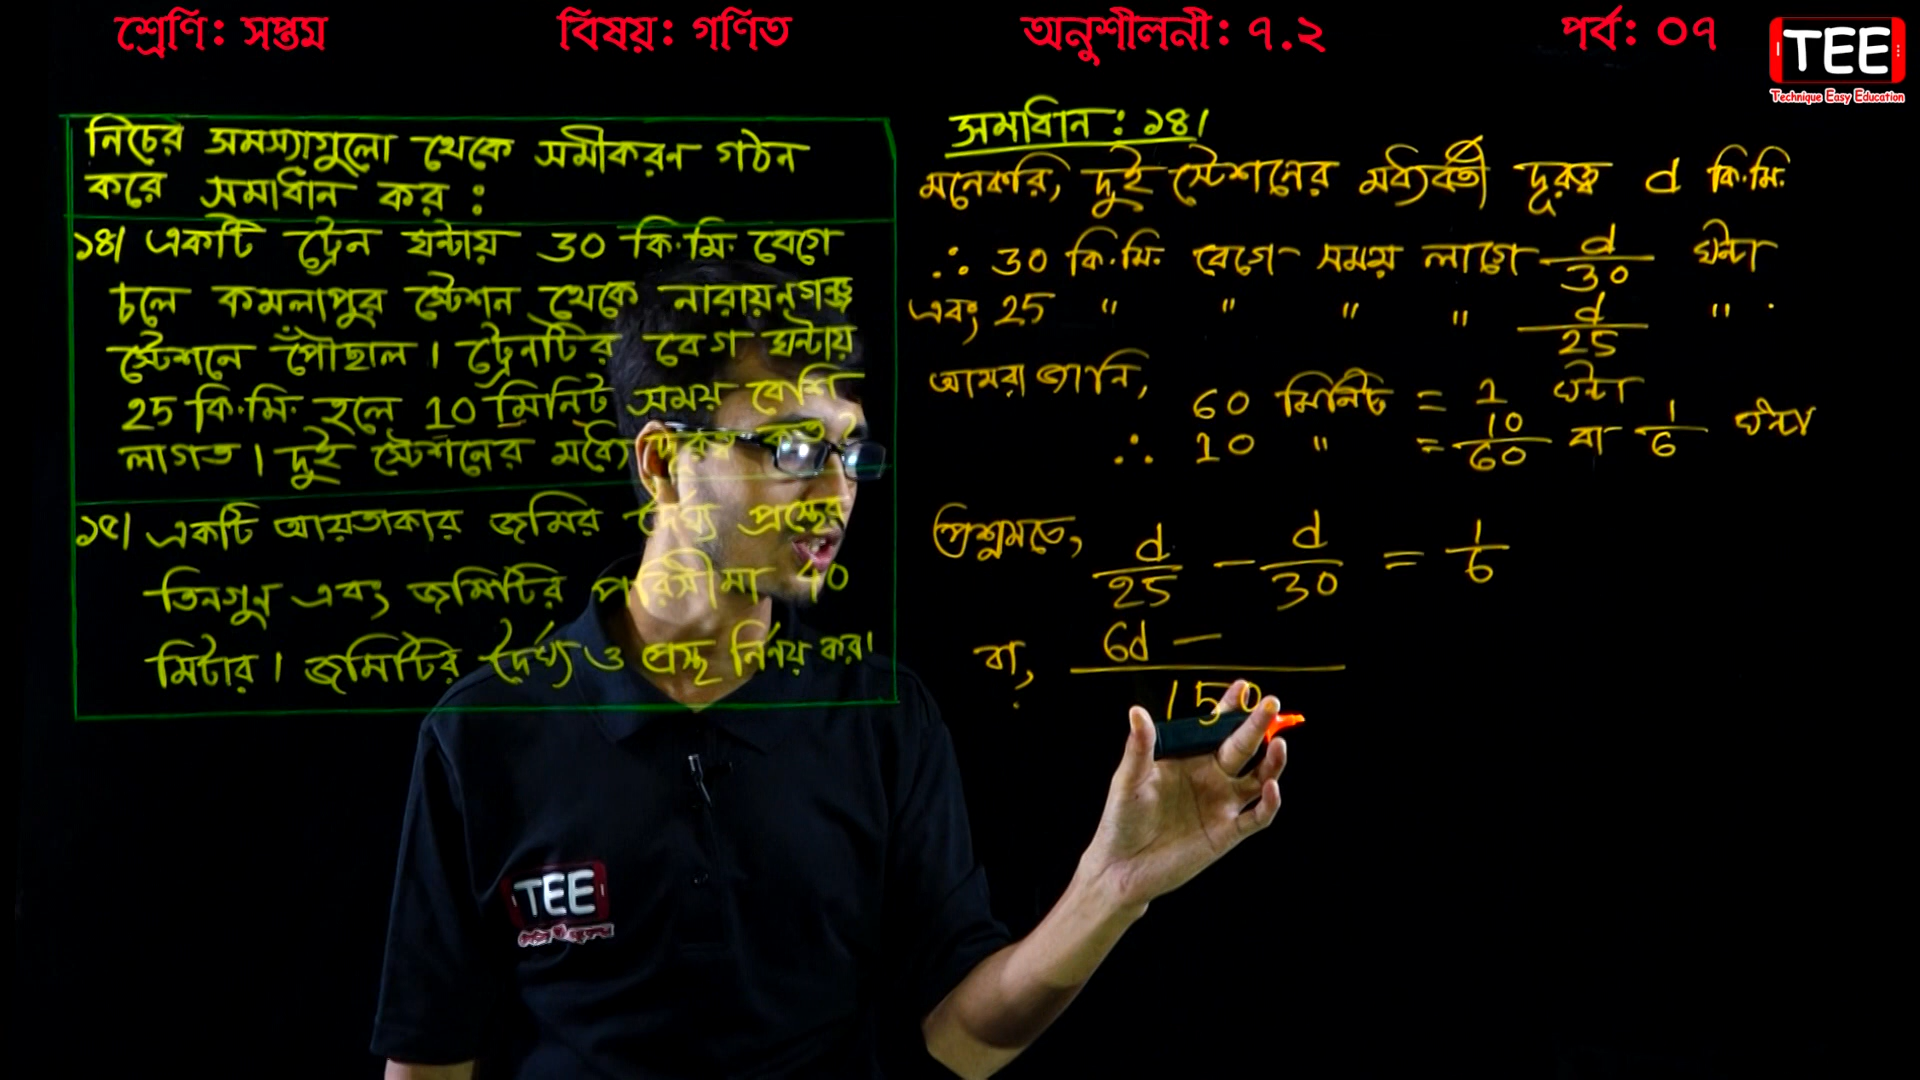 শ্রেণি: সপ্তম
বিষয়: গণিত
অনুশীলনী: ৭.২
পর্ব: ০৭
TEE
Technique Easy Education
নিচের সমস্যাগুলো থেকে সমীকরণ গঠন
করে সমাধান কর :
১৪। একটি ট্রেন ঘন্টায় 30 কি.মি. বেগে
চলে কমলাপুর স্টেশন থেকে নারায়নগঞ্জ
স্টেশনে পৌঁছাল। ট্রেনটির বেগ ঘন্টায়
25 কি.মি. হলে 10 মিনিট সময় বেশি
লাগত। দুই স্টেশনের মধ্যে দূরত্ব কত?
১৫। একটি আয়তাকার জমির দৈর্ঘ্য প্রস্থের
তিনগুন এবং জমিটির পরিসীমা 40
মিটার। জমিটির দৈর্ঘ্য ও প্রস্থ নির্ণয় কর।
সমাধান : ১৪।
মনেকরি, দুই স্টেশনের মধ্যবর্তী দূরত্ব d কি.মি.
∴ 30 কি.মি. বেগে সময় লাগে d/30 ঘন্টা
এবং 25 " " " " d/25 " .
আমরা জানি,
60 মিনিট = 1 ঘন্টা
∴ 10 " = 10/60 বা 1/6 ঘন্টা
প্রশ্নমতে, d/25 − d/30 = 1/6
বা, 6d − / 150
TEE